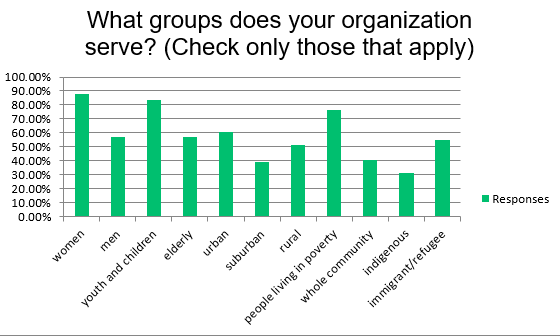 What groups does your organization
serve? (Check only those that apply)
100.00%
90.00%
80.00%
70.00%
60.00%
50.00%
40.00%
30.00%
20.00%
10.00%
0.00%
women
men
youth and children
elderly
urban
suburban
rural
people living in poverty
whole community
indigenous
immigrant/refugee
Responses